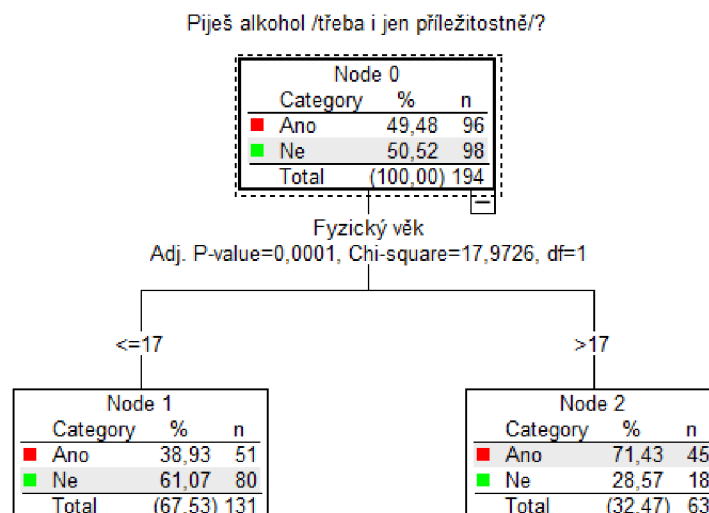 Piješ alkohol /třeba i jen příležitostně/?
Node 0
Category % n
Ano 49,48 96
Ne 50,52 98
Total (100,00) 194
Fyzický věk
Adj. P-value=0,0001, Chi-square=17,9726, df=1
<=17
>17
Node 1
Category % n
Ano 38,93 51
Ne 61,07 80
Total (67,53) 131
Node 2
Category % n
Ano 71,43 45
Ne 28,57 18
Total (32,47) 63